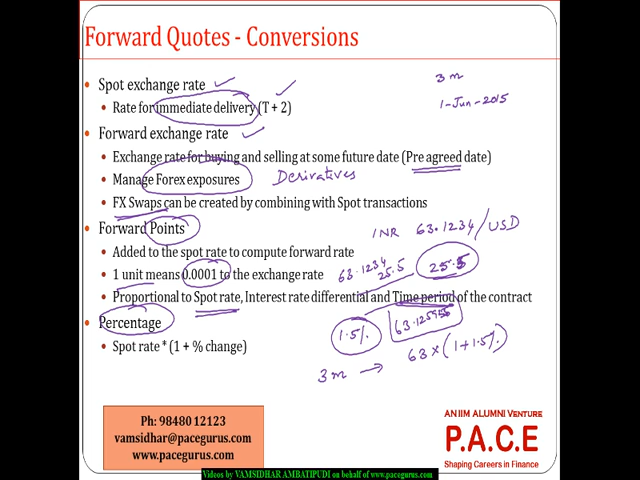 Forward Quotes - Conversions
• Spot exchange rate
• Rate for immediate delivery (T + 2)
3 m
1-Jun-2015
• Forward exchange rate
• Exchange rate for buying and selling at some future date (Pre agreed date)
• Manage Forex exposures
Derivatives
• FX Swaps can be created by combining with Spot transactions
• Forward Points
INR 63.1234/USD
• Added to the spot rate to compute forward rate
• 1 unit means 0.0001 to the exchange rate
63.1234
25.5
25.5
• Proportional to Spot rate, Interest rate differential and Time period of the contract
• Percentage
1.5%
• Spot rate * (1 + % change)
3m → 63 × (1 + 1.5%)
Ph: 98480 12123
vamsidhar@pacegurus.com
www.pacegurus.com
AN IIM ALUMNI VENTURE
P.A.C.E
Shaping Careers in Finance
Videos by VAMSIDHAR AMBATIPUDI on behalf of www.pacegurus.com